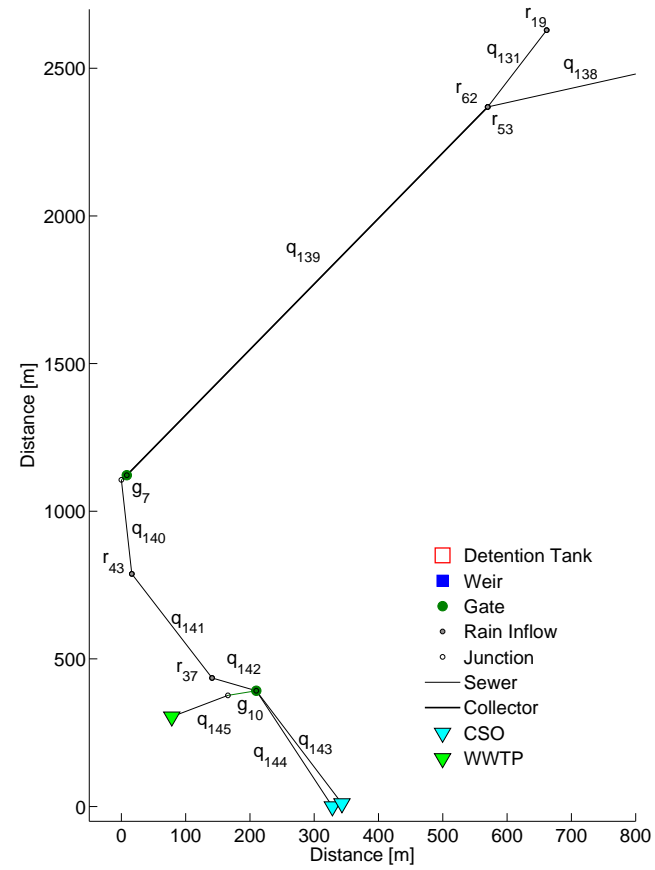 r19
q131
q138
2500
r62
r53
2000
q139
1500
Distance [m]
1000
g7
q140
r43
Detention Tank
Weir
Gate
q141
Rain Inflow
q142
Junction
500
r37
Sewer
g10
Collector
q145
q143
CSO
q144
WWTP
0
0 100 200 300 400 500 600 700 800
Distance [m]